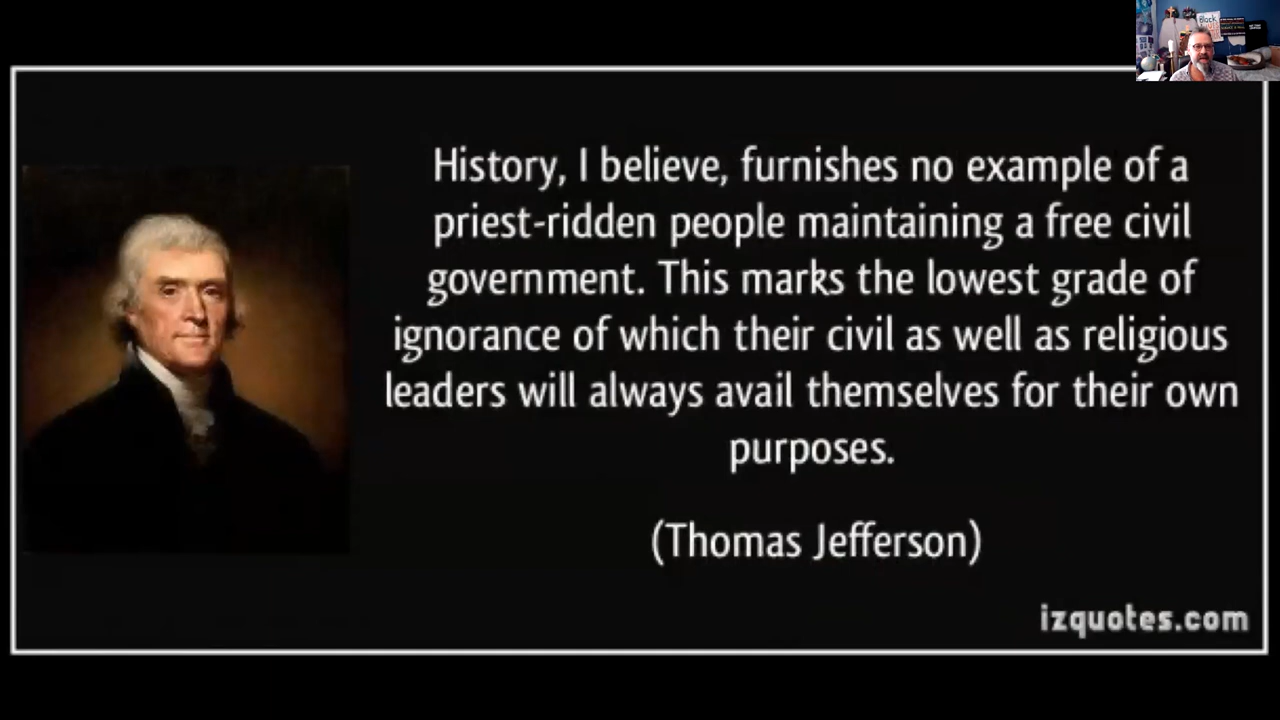 History, I believe, furnishes no example of a
priest-ridden people maintaining a free civil
government. This marks the lowest grade of
ignorance of which their civil as well as religious
leaders will always avail themselves for their own
purposes.
(Thomas Jefferson)
izquotes.com